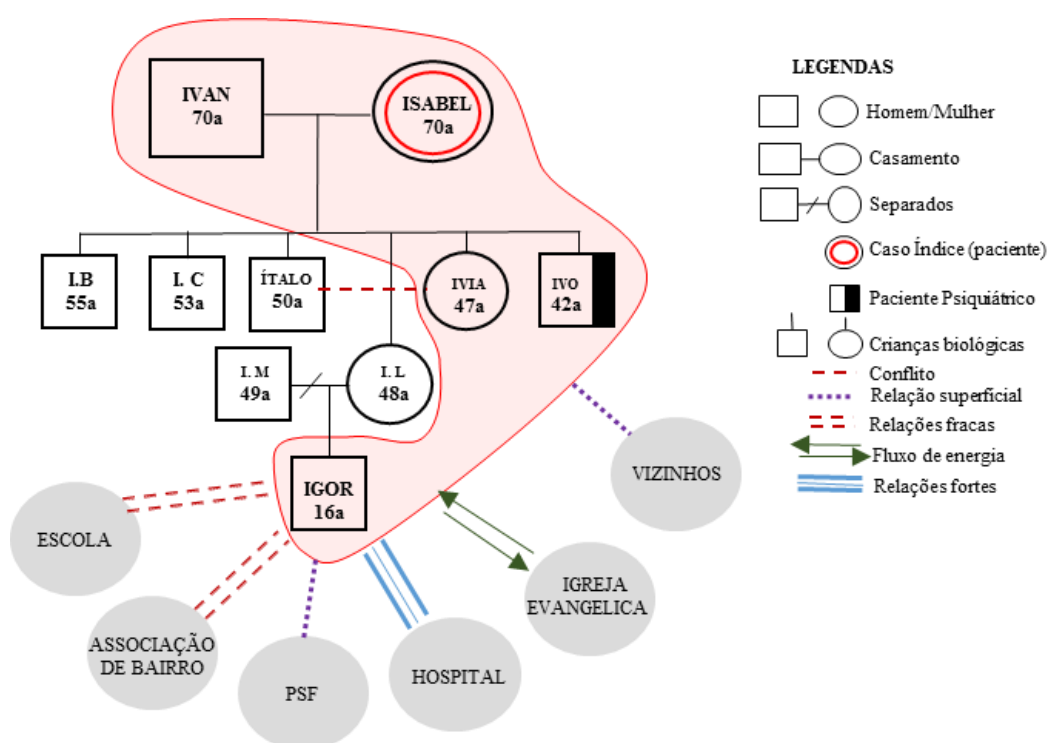 IVAN
70a
ISABEL
70a
I.B
55a
I. C
53a
ÍTALO
50a
IVIA
47a
IVO
42a
I. M
49a
I. L
48a
IGOR
16a
ESCOLA
ASSOCIAÇÃO
DE BAIRRO
PSF
HOSPITAL
IGREJA
EVANGELICA
VIZINHOS
LEGENDAS
Homem/Mulher
Casamento
Separados
Caso Índice (paciente)
Paciente Psiquiátrico
Crianças biológicas
Conflito
Relação superficial
Relações fracas
Fluxo de energia
Relações fortes